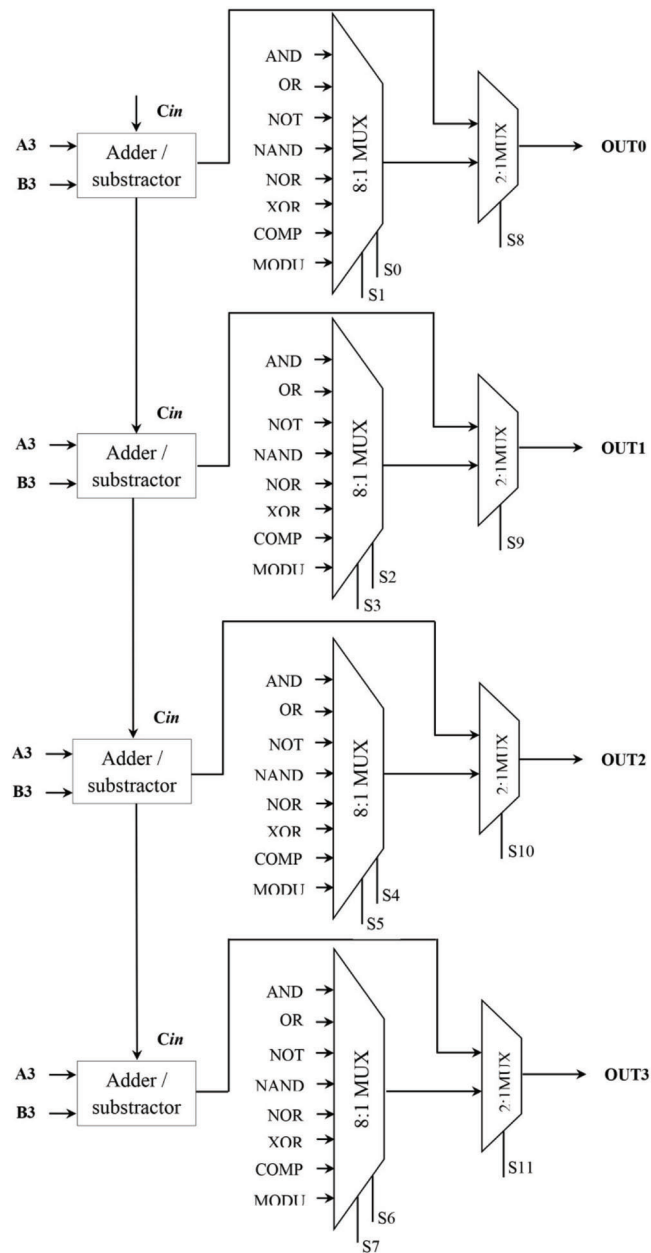 AND
OR
NOT
NAND
NOR
XOR
COMP
MODU
8:1 MUX
S0
S1
Cin
A3
B3
Adder /
substractor
2:1MUX
S8
OUT0
AND
OR
NOT
NAND
NOR
XOR
COMP
MODU
8:1 MUX
S2
S3
Cin
A3
B3
Adder /
substractor
2:1MUX
S9
OUT1
AND
OR
NOT
NAND
NOR
XOR
COMP
MODU
8:1 MUX
S4
S5
Cin
A3
B3
Adder /
substractor
2:1MUX
S10
OUT2
AND
OR
NOT
NAND
NOR
XOR
COMP
MODU
8:1 MUX
S6
S7
Cin
A3
B3
Adder /
substractor
2:1MUX
S11
OUT3